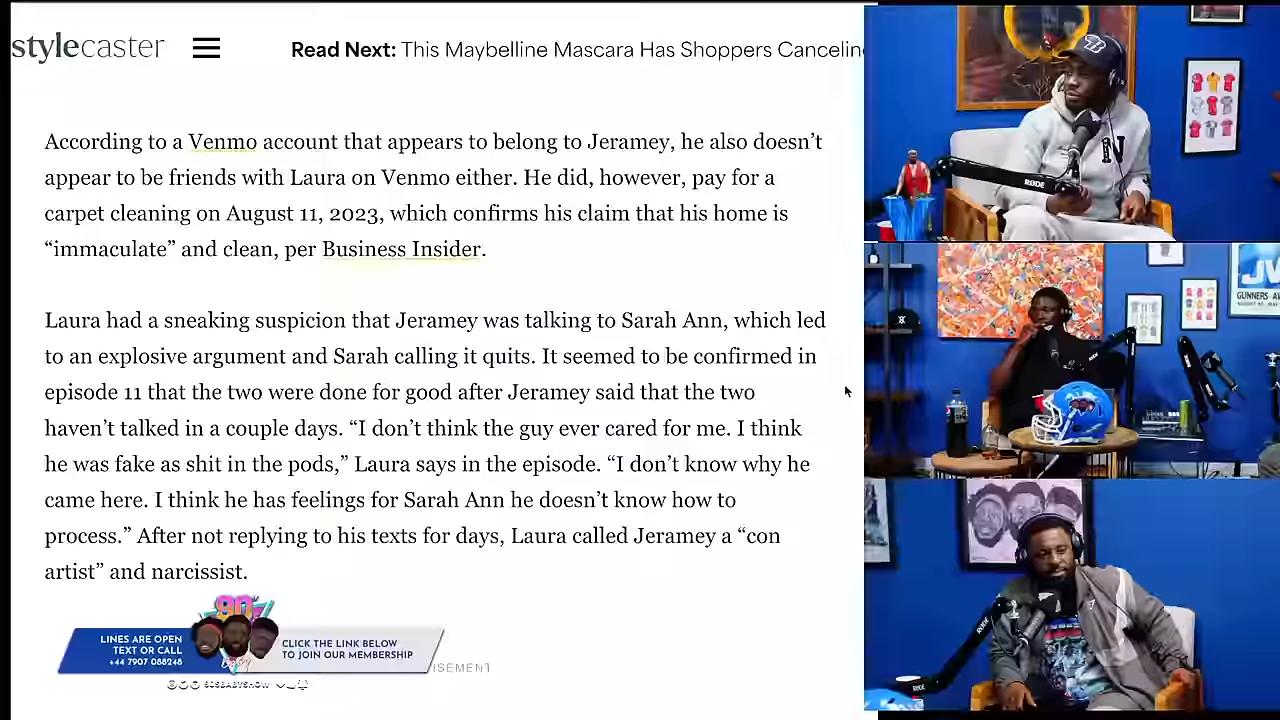 stylecaster
Read Next: This Maybelline Mascara Has Shoppers Cancelin
According to a Venmo account that appears to belong to Jeramey, he also doesn’t
appear to be friends with Laura on Venmo either. He did, however, pay for a
carpet cleaning on August 11, 2023, which confirms his claim that his home is
“immaculate” and clean, per Business Insider.
Laura had a sneaking suspicion that Jeramey was talking to Sarah Ann, which led
to an explosive argument and Sarah calling it quits. It seemed to be confirmed in
episode 11 that the two were done for good after Jeramey said that the two
haven’t talked in a couple days. “I don’t think the guy ever cared for me. I think
he was fake as shit in the pods,” Laura says in the episode. “I don’t know why he
came here. I think he has feelings for Sarah Ann he doesn’t know how to
process.” After not replying to his texts for days, Laura called Jeramey a “con
artist” and narcissist.
LINES ARE OPEN
TEXT OR CALL
+44 7907 088248
90s
CLICK THE LINK BELOW
TO JOIN OUR MEMBERSHIP
ISEMENT
RØDE
N
GUNNERS
RØDE
RØDE